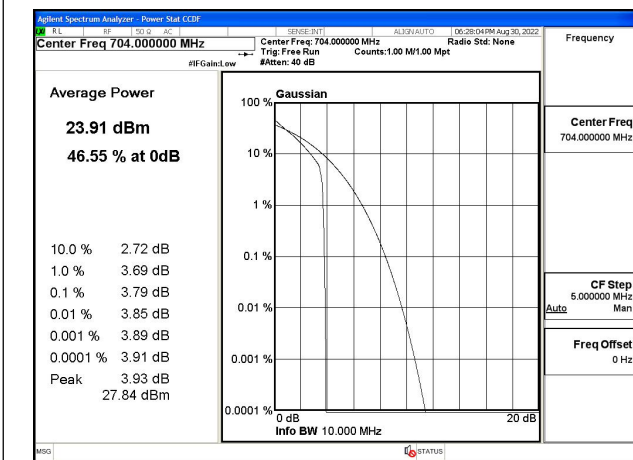 Agilent Spectrum Analyzer - Power Stat CCDF
RL RF 50 Ω AC SENSE:INT ALIGN AUTO 06:28:04 PM Aug 30, 2022
Center Freq 704.000000 MHz
Center Freq: 704.000000 MHz Radio Std: None
Trig: Free Run Counts:1.00 M/1.00 Mpt
#IFGain:Low #Atten: 40 dB
Frequency
Average Power
23.91 dBm
46.55 % at 0dB
10.0 % 2.72 dB
1.0 % 3.69 dB
0.1 % 3.79 dB
0.01 % 3.85 dB
0.001 % 3.89 dB
0.0001 % 3.91 dB
Peak 3.93 dB
27.84 dBm
Gaussian
100 %
10 %
1 %
0.1 %
0.01 %
0.001 %
0.0001 %
0 dB 20 dB
Info BW 10.000 MHz
Center Freq
704.000000 MHz
CF Step
5.000000 MHz
Auto Man
Freq Offset
0 Hz
MSG STATUS